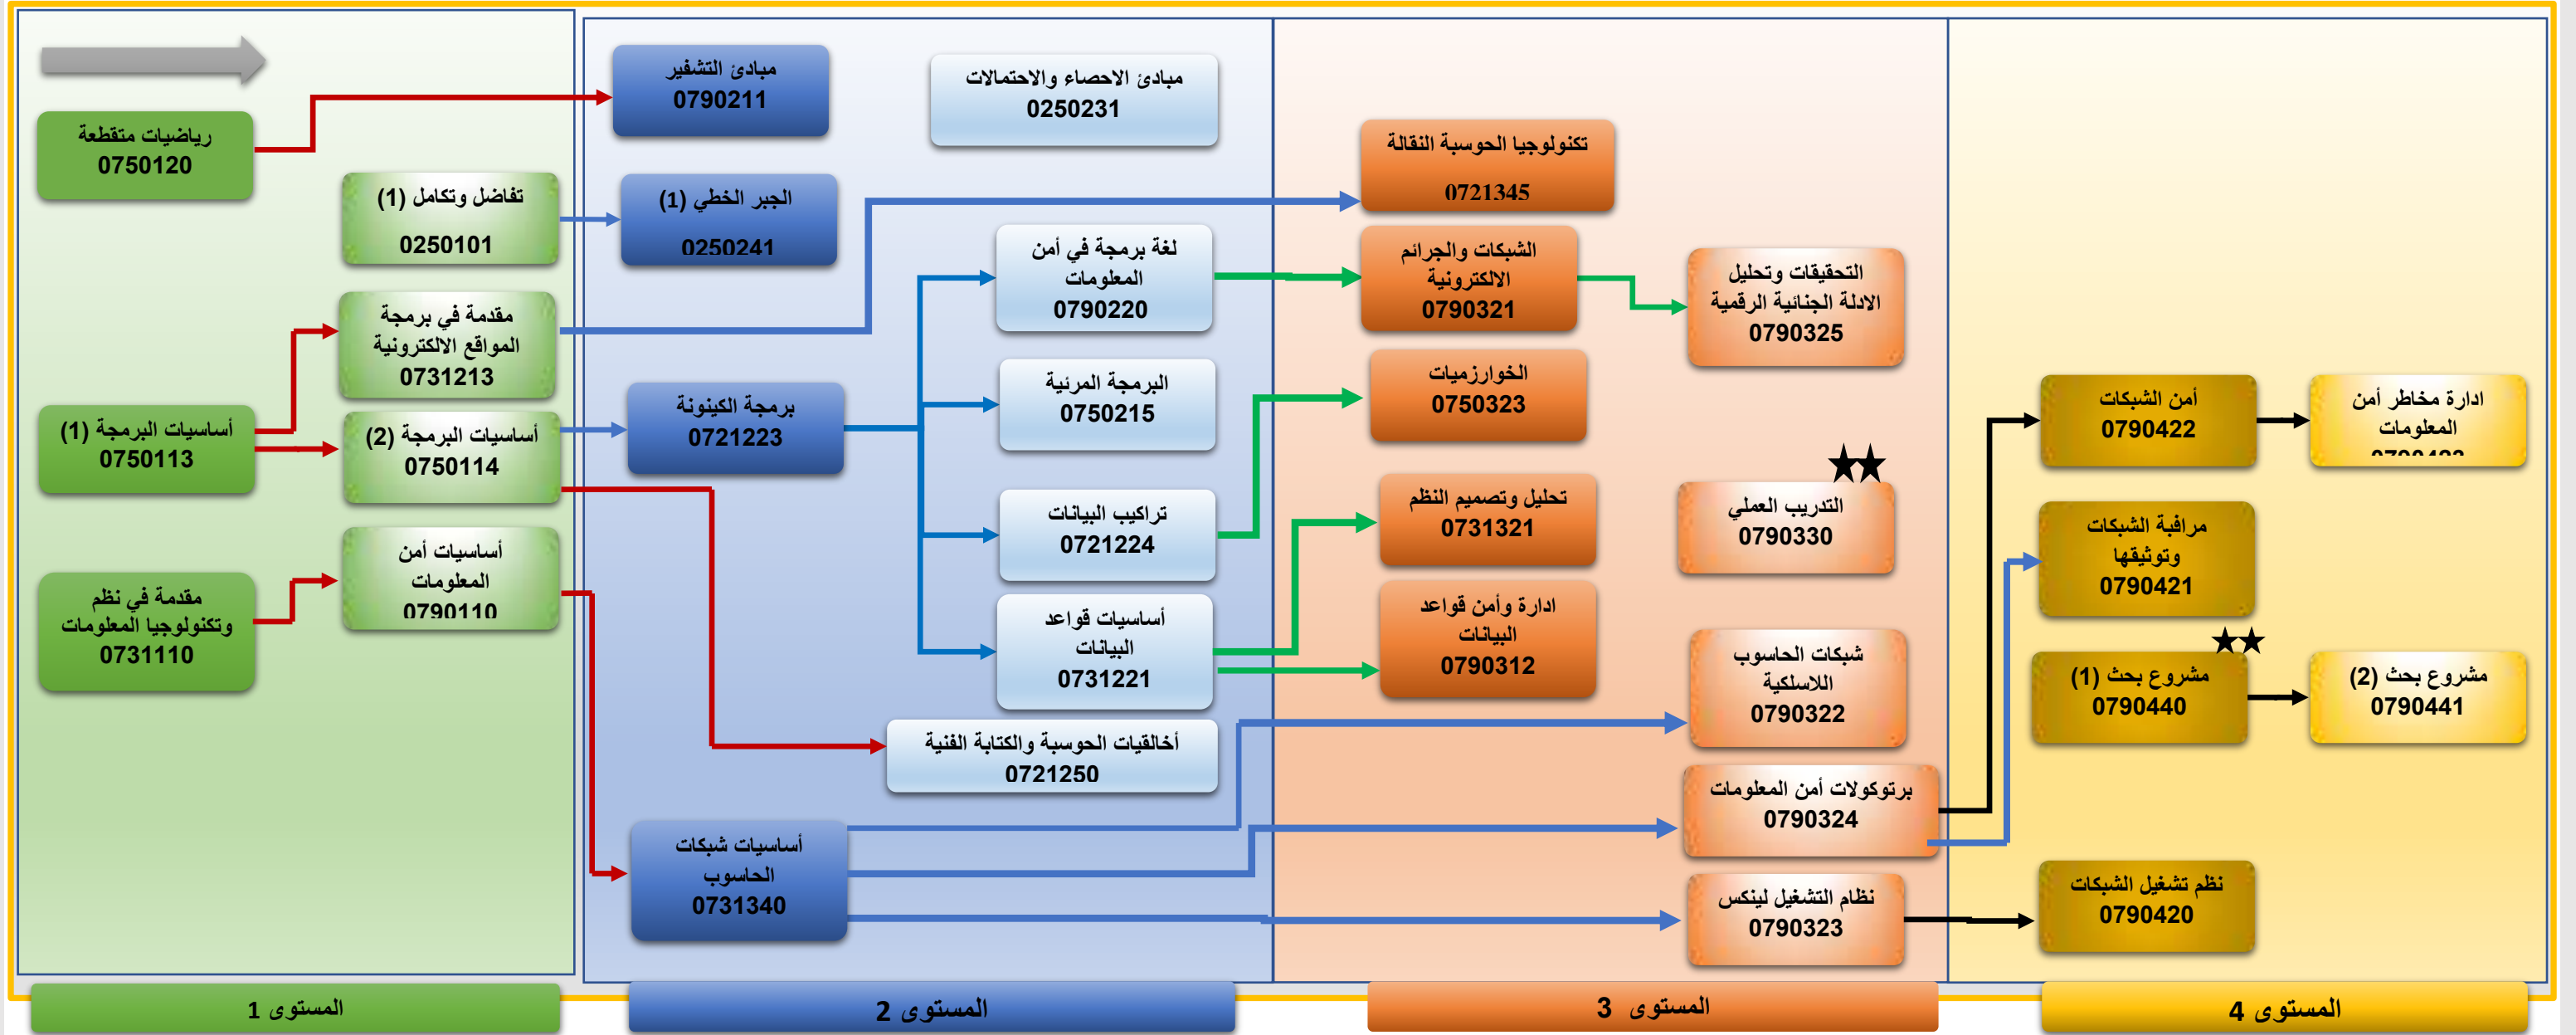 رياضيات متقطعة
0750120
أساسيات البرمجة (1)
0750113
مقدمة في نظم
وتكنولوجيا المعلومات
0731110
تفاضل وتكامل (1)
0250101
مقدمة في برمجة
المواقع الالكترونية
0731213
أساسيات البرمجة (2)
0750114
أساسيات أمن
المعلومات
0790110
المستوى 1
مبادئ التشفير
0790211
الجبر الخطي (1)
0250241
برمجة الكينونة
0721223
أساسيات شبكات
الحاسوب
0731340
مبادئ الاحصاء والاحتمالات
0250231
لغة برمجة في أمن
المعلومات
0790220
البرمجة المرئية
0750215
تراكيب البيانات
0721224
أساسيات قواعد
البيانات
0731221
أخالقيات الحوسبة والكتابة الفنية
0721250
المستوى 2
تكنولوجيا الحوسبة النقالة
0721345
الشبكات والجرائم
الالكترونية
0790321
الخوارزميات
0750323
تحليل وتصميم النظم
0731321
ادارة وأمن قواعد
البيانات
0790312
التحقيقات وتحليل
الادلة الجنائية الرقمية
0790325
التدريب العملي
0790330
شبكات الحاسوب
اللاسلكية
0790322
برتوكولات أمن المعلومات
0790324
نظام التشغيل لينكس
0790323
المستوى 3
أمن الشبكات
0790422
مراقبة الشبكات
وتوثيقها
0790421
مشروع بحث (1)
0790440
نظم تشغيل الشبكات
0790420
ادارة مخاطر أمن
المعلومات
مشروع بحث (2)
0790441
المستوى 4